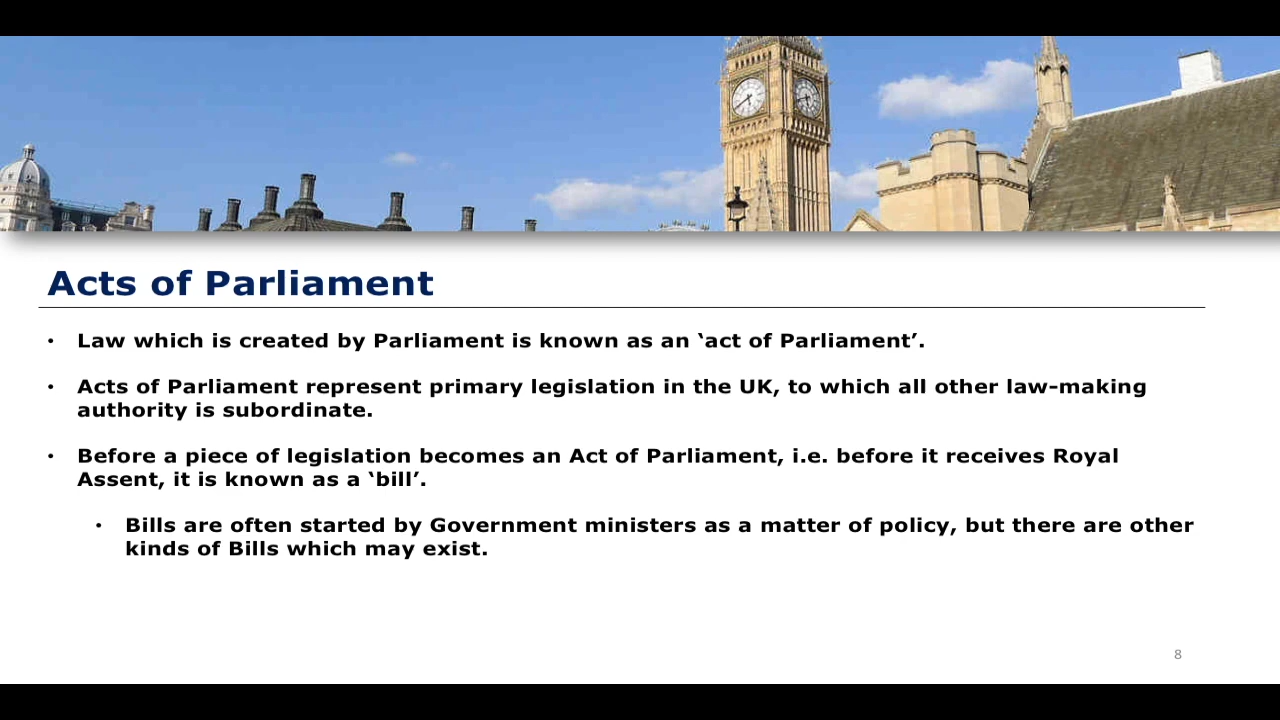 Acts of Parliament
• Law which is created by Parliament is known as an ‘act of Parliament’.
• Acts of Parliament represent primary legislation in the UK, to which all other law-making
authority is subordinate.
• Before a piece of legislation becomes an Act of Parliament, i.e. before it receives Royal
Assent, it is known as a ‘bill’.
• Bills are often started by Government ministers as a matter of policy, but there are other
kinds of Bills which may exist.
8